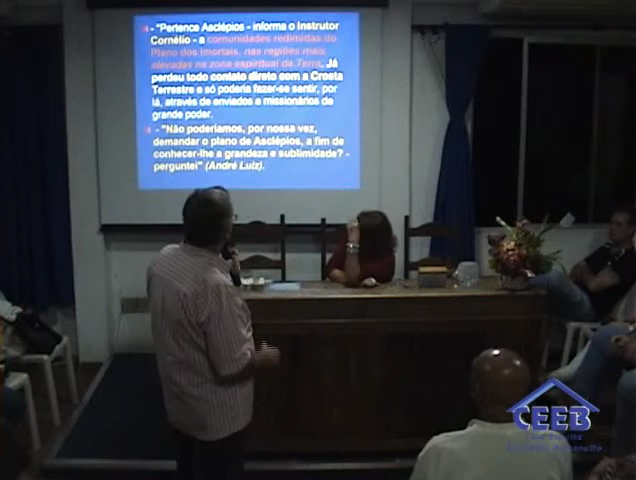 - "Pertence Asclépios - informa o Instrutor
Cornélio - a comunidades redimidas do
Plano dos Imortais, nas regiões mais
elevadas na zona espiritual da Terra. Já
perdeu todo contato direto com a Crosta
Terrestre e só poderia fazer-se sentir, por
lá, através de enviados e missionários de
grande poder.
- "Não poderíamos, por nossa vez,
demandar o plano de Asclépios, a fim de
conhecer-lhe a grandeza e sublimidade? -
perguntei" (André Luiz).
CEEB